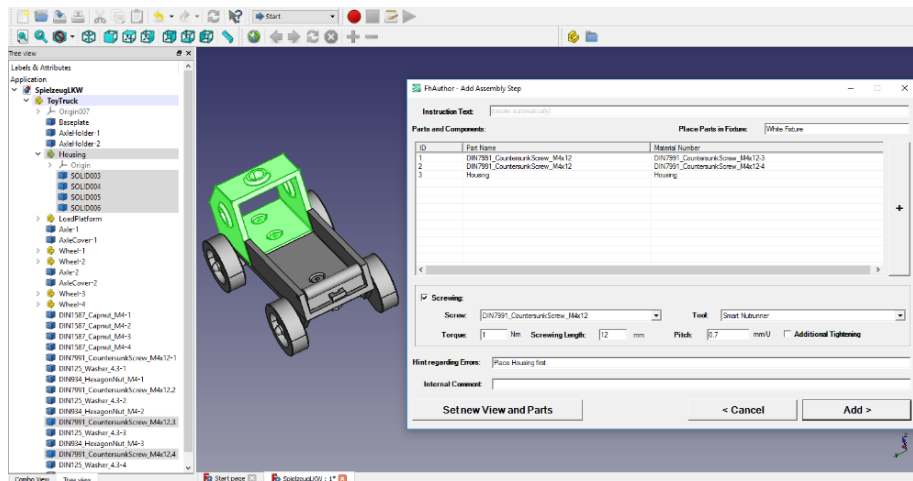 Start
Tree view
Labels & Attributes
Application
SpielzeugLKW
ToyTruck
Origin007
Baseplate
AxleHolder-1
AxleHolder-2
Housing
Origin
SOLID003
SOLID004
SOLID005
SOLID006
LoadPlatform
Axle-1
AxleCover-1
Wheel-1
Wheel-2
Axle-2
AxleCover-2
Wheel-3
Wheel-4
DIN1587_Capnut_M4-1
DIN1587_Capnut_M4-2
DIN1587_Capnut_M4-3
DIN1587_Capnut_M4-4
DIN7991_CountersunkScrew_M4x12-1
DIN125_Washer_4.3-1
DIN934_HexagonNut_M4-1
DIN7991_CountersunkScrew_M4x12.2
DIN125_Washer_4.3-2
DIN934_HexagonNut_M4-2
DIN7991_CountersunkScrew_M4x12.3
DIN125_Washer_4.3-3
DIN934_HexagonNut_M4-3
DIN7991_CountersunkScrew_M4x12.4
DIN125_Washer_4.3-4
Combo View Tree view
Start page SpielzeugLKW : 1*
FhAuthor - Add Assembly Step
Instruction Text: (create automatically)
Parts and Components: Place Parts in Fixture: White Fixture
ID Part Name Material Number
1 DIN7991_CountersunkScrew_M4x12 DIN7991_CountersunkScrew_M4x12-3
2 DIN7991_CountersunkScrew_M4x12 DIN7991_CountersunkScrew_M4x12-4
3 Housing Housing
+
Screwing:
Screw: DIN7991_CountersunkScrew_M4x12 Tool: Smart Nutrunner
Torque: 1 Nm Screwing Length: 12 mm Pitch: 0.7 mm/U Additional Tightening
Hint regarding Errors: Place Housing first.
Internal Comment:
Set new View and Parts < Cancel Add >